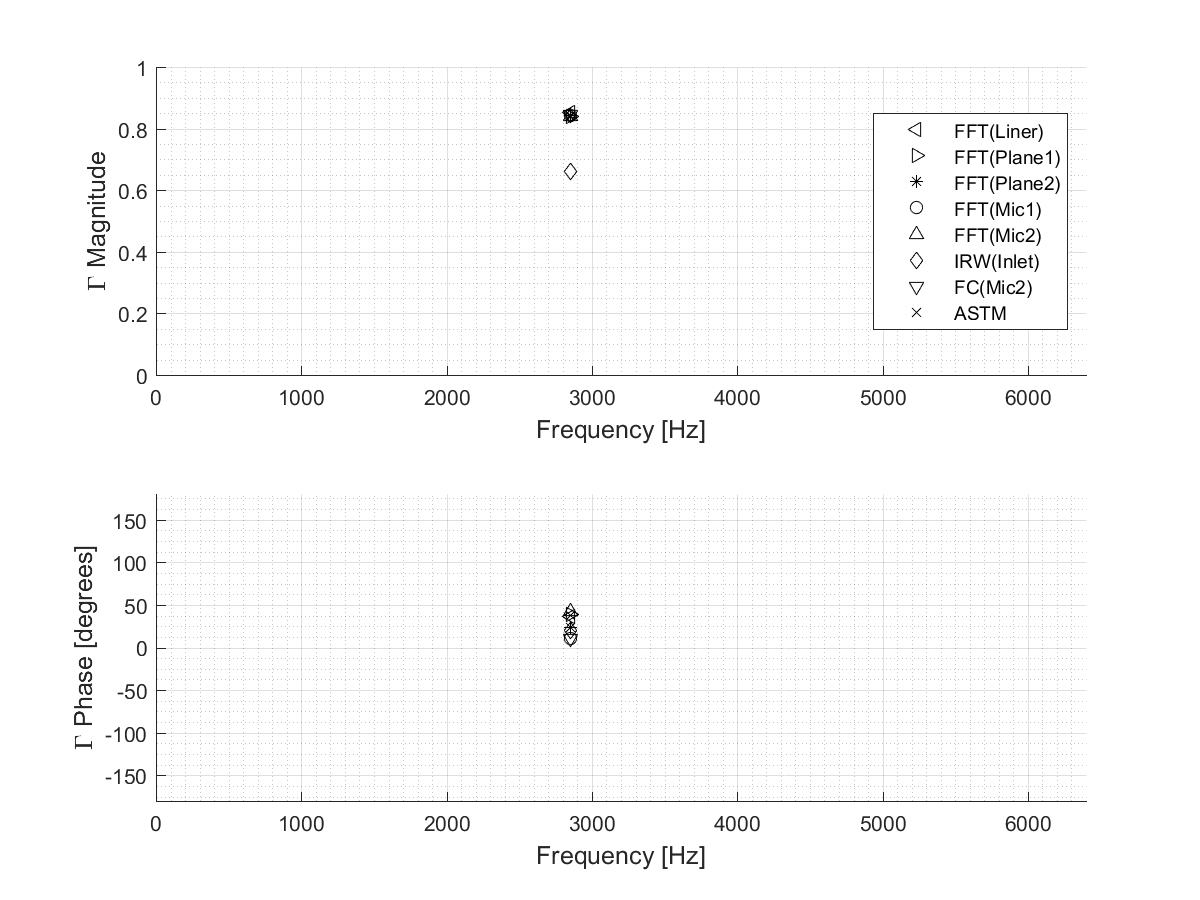 1
0.8
0.6
0.4
0.2
0
Γ Magnitude
FFT(Liner)
FFT(Plane1)
FFT(Plane2)
FFT(Mic1)
FFT(Mic2)
IRW(Inlet)
FC(Mic2)
ASTM
0 1000 2000 3000 4000 5000 6000
Frequency [Hz]
150
100
50
0
-50
-100
-150
Γ Phase [degrees]
0 1000 2000 3000 4000 5000 6000
Frequency [Hz]